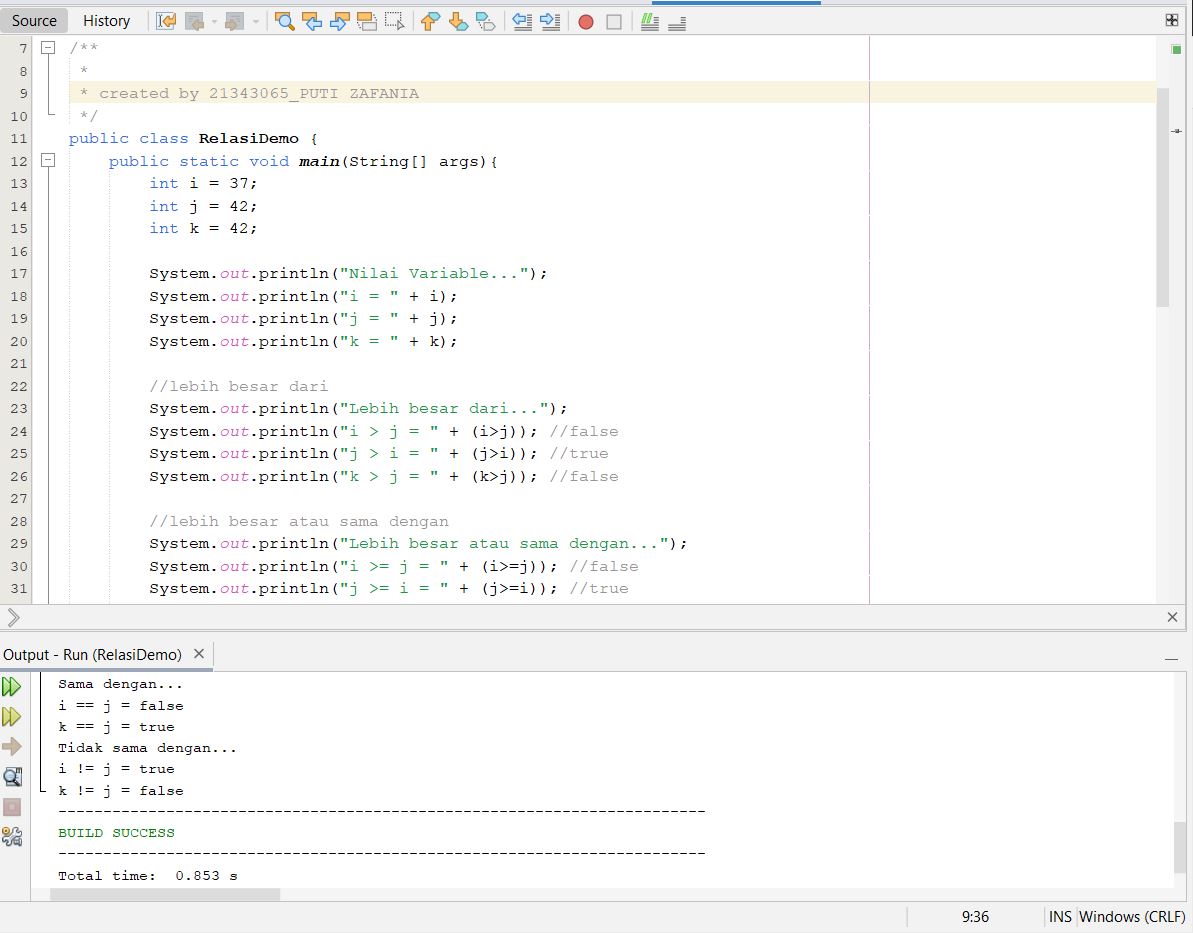 Source History
7 /**
8 *
9 * created by 21343065_PUTI ZAFANIA
10 */
11 public class RelasiDemo {
12 public static void main(String[] args){
13 int i = 37;
14 int j = 42;
15 int k = 42;
16
17 System.out.println("Nilai Variable...");
18 System.out.println("i = " + i);
19 System.out.println("j = " + j);
20 System.out.println("k = " + k);
21
22 //lebih besar dari
23 System.out.println("Lebih besar dari...");
24 System.out.println("i > j = " + (i>j)); //false
25 System.out.println("j > i = " + (j>i)); //true
26 System.out.println("k > j = " + (k>j)); //false
27
28 //lebih besar atau sama dengan
29 System.out.println("Lebih besar atau sama dengan...");
30 System.out.println("i >= j = " + (i>=j)); //false
31 System.out.println("j >= i = " + (j>=i)); //true
Output - Run (RelasiDemo)
Sama dengan...
i == j = false
k == j = true
Tidak sama dengan...
i != j = true
k != j = false
------------------------------------------------------------------------
BUILD SUCCESS
------------------------------------------------------------------------
Total time:  0.853 s
9:36 INS Windows (CRLF)